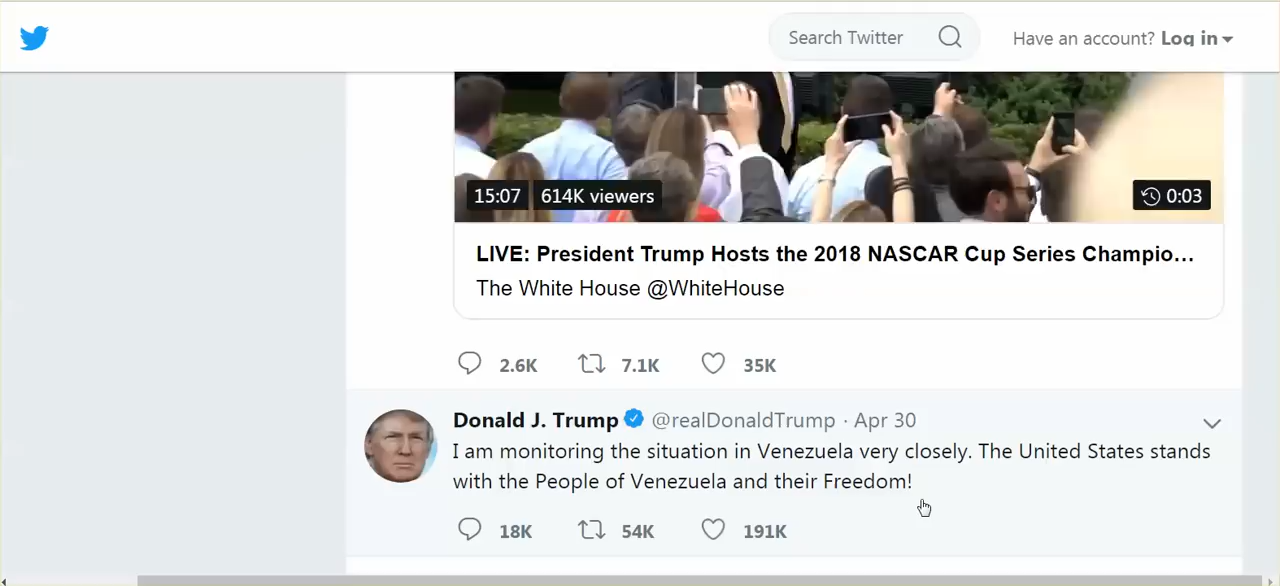 Search Twitter
Have an account? Log in
15:07 614K viewers 0:03
LIVE: President Trump Hosts the 2018 NASCAR Cup Series Champio...
The White House @WhiteHouse
2.6K 7.1K 35K
Donald J. Trump @realDonaldTrump · Apr 30
I am monitoring the situation in Venezuela very closely. The United States stands
with the People of Venezuela and their Freedom!
18K 54K 191K